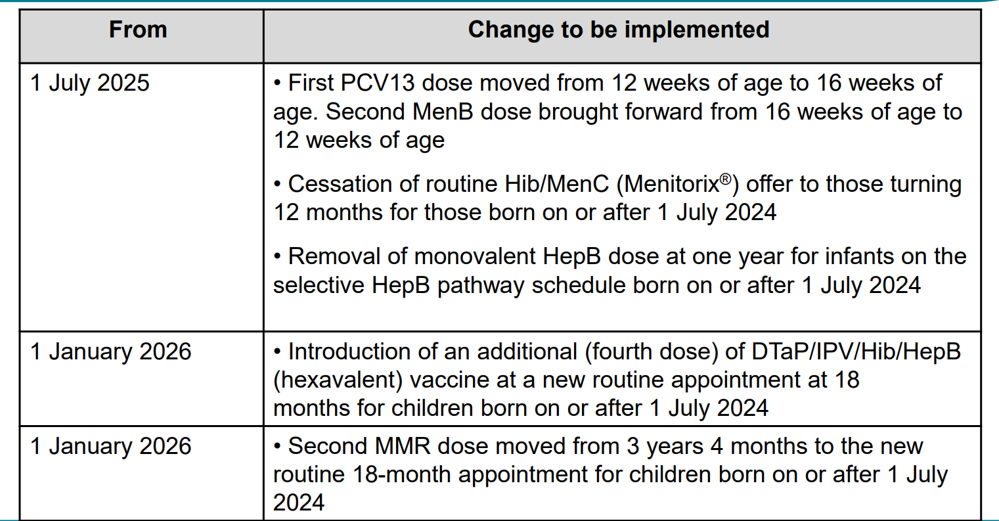 From
Change to be implemented
1 July 2025
• First PCV13 dose moved from 12 weeks of age to 16 weeks of
age. Second MenB dose brought forward from 16 weeks of age to
12 weeks of age
• Cessation of routine Hib/MenC (Menitorix®) offer to those turning
12 months for those born on or after 1 July 2024
• Removal of monovalent HepB dose at one year for infants on the
selective HepB pathway schedule born on or after 1 July 2024
1 January 2026
• Introduction of an additional (fourth dose) of DTaP/IPV/Hib/HepB
(hexavalent) vaccine at a new routine appointment at 18
months for children born on or after 1 July 2024
1 January 2026
• Second MMR dose moved from 3 years 4 months to the new
routine 18-month appointment for children born on or after 1 July
2024